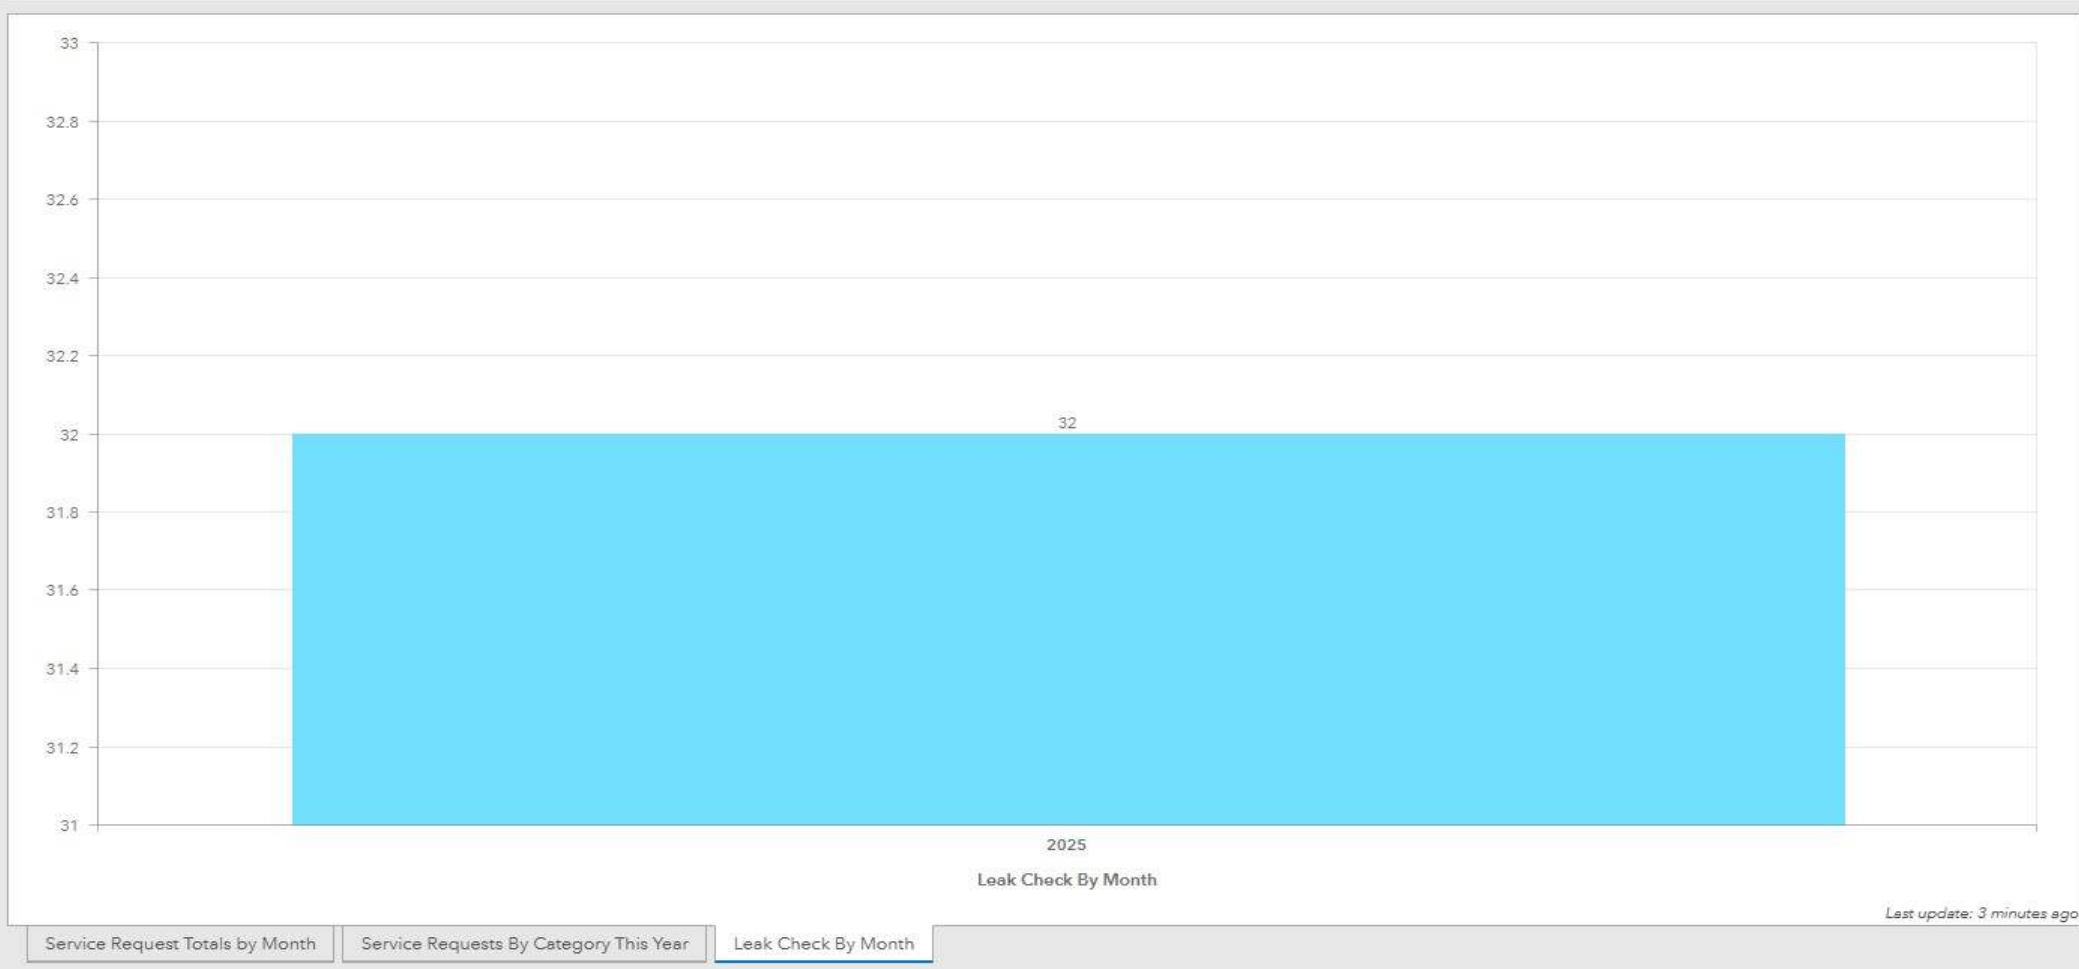 33
32.8
32.6
32.4
32.2
32
31.8
31.6
31.4
31.2
31
32
2025
Leak Check By Month
Last update: 3 minutes ago
Service Request Totals by Month
Service Requests By Category This Year
Leak Check By Month